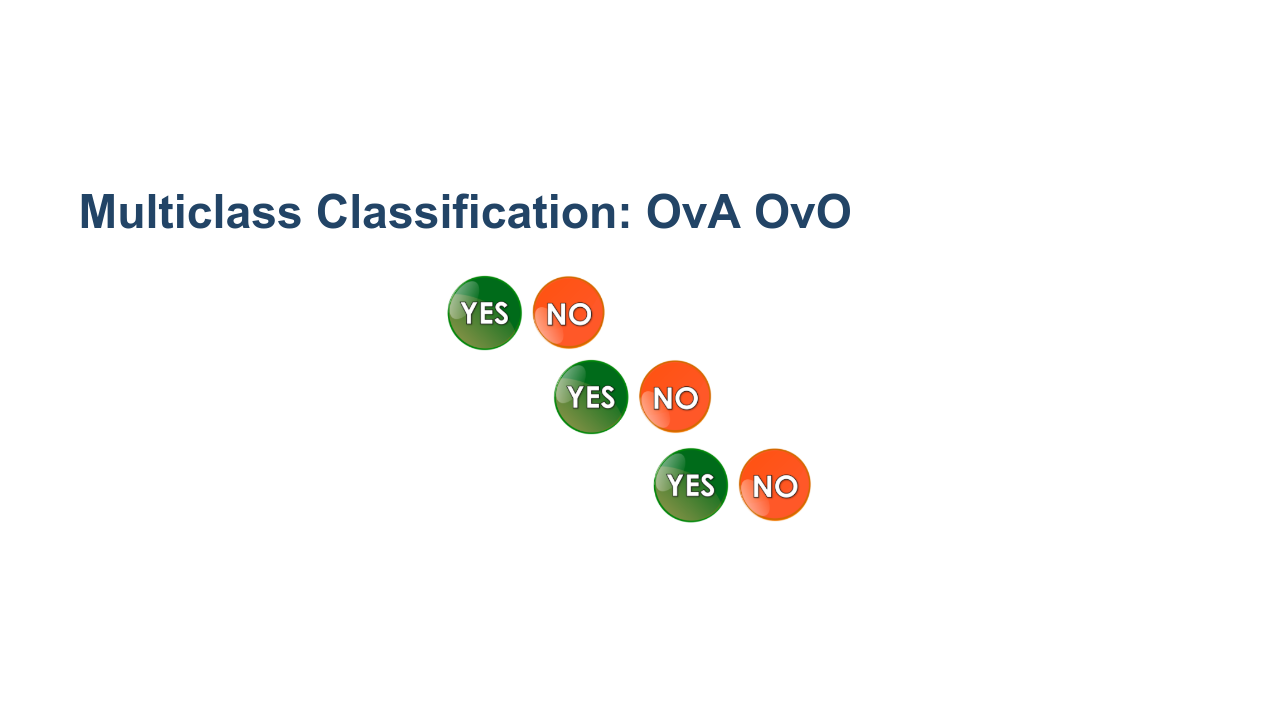 Multiclass Classification: OvA OvO
YES NO
YES NO
YES NO